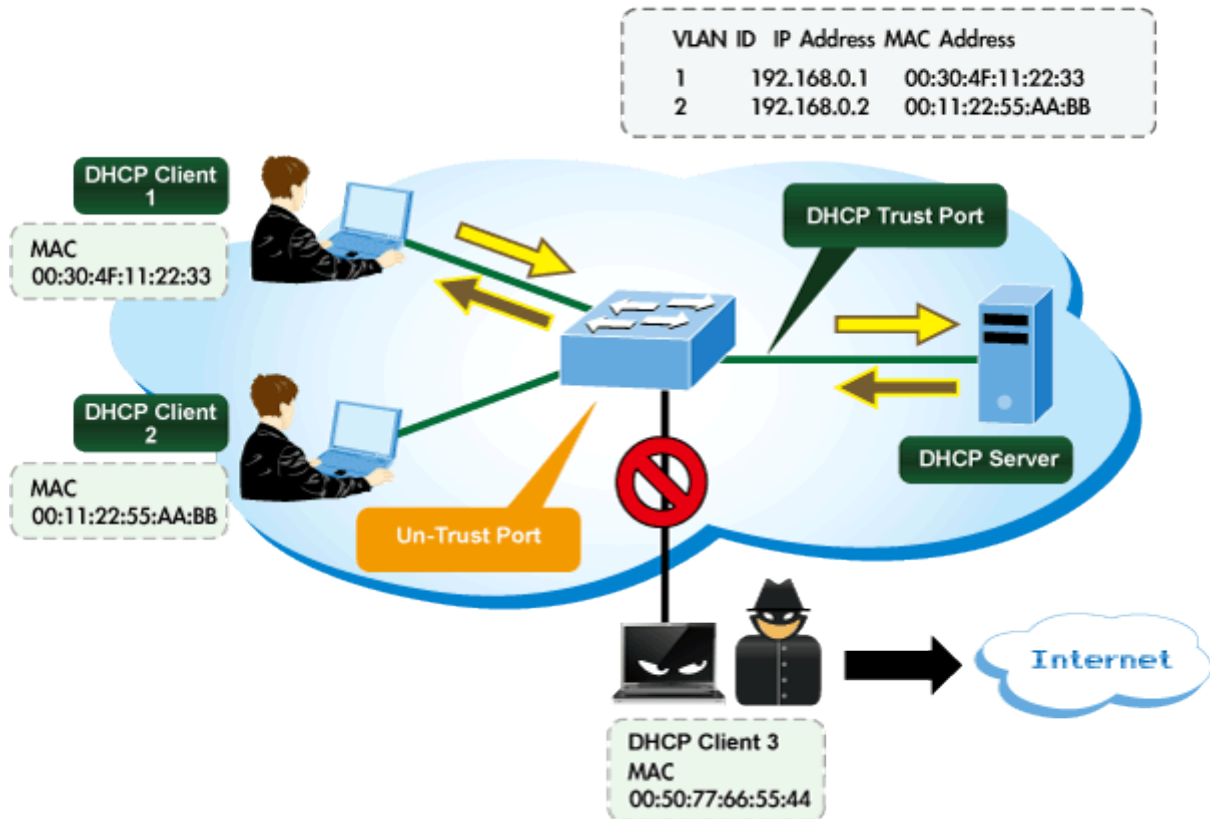 VLAN ID IP Address MAC Address
1 192.168.0.1 00:30:4F:11:22:33
2 192.168.0.2 00:11:22:55:AA:BB
DHCP Client
1
MAC
00:30:4F:11:22:33
DHCP Trust Port
DHCP Client
2
MAC
00:11:22:55:AA:BB
Un-Trust Port
DHCP Server
Internet
DHCP Client 3
MAC
00:50:77:66:55:44